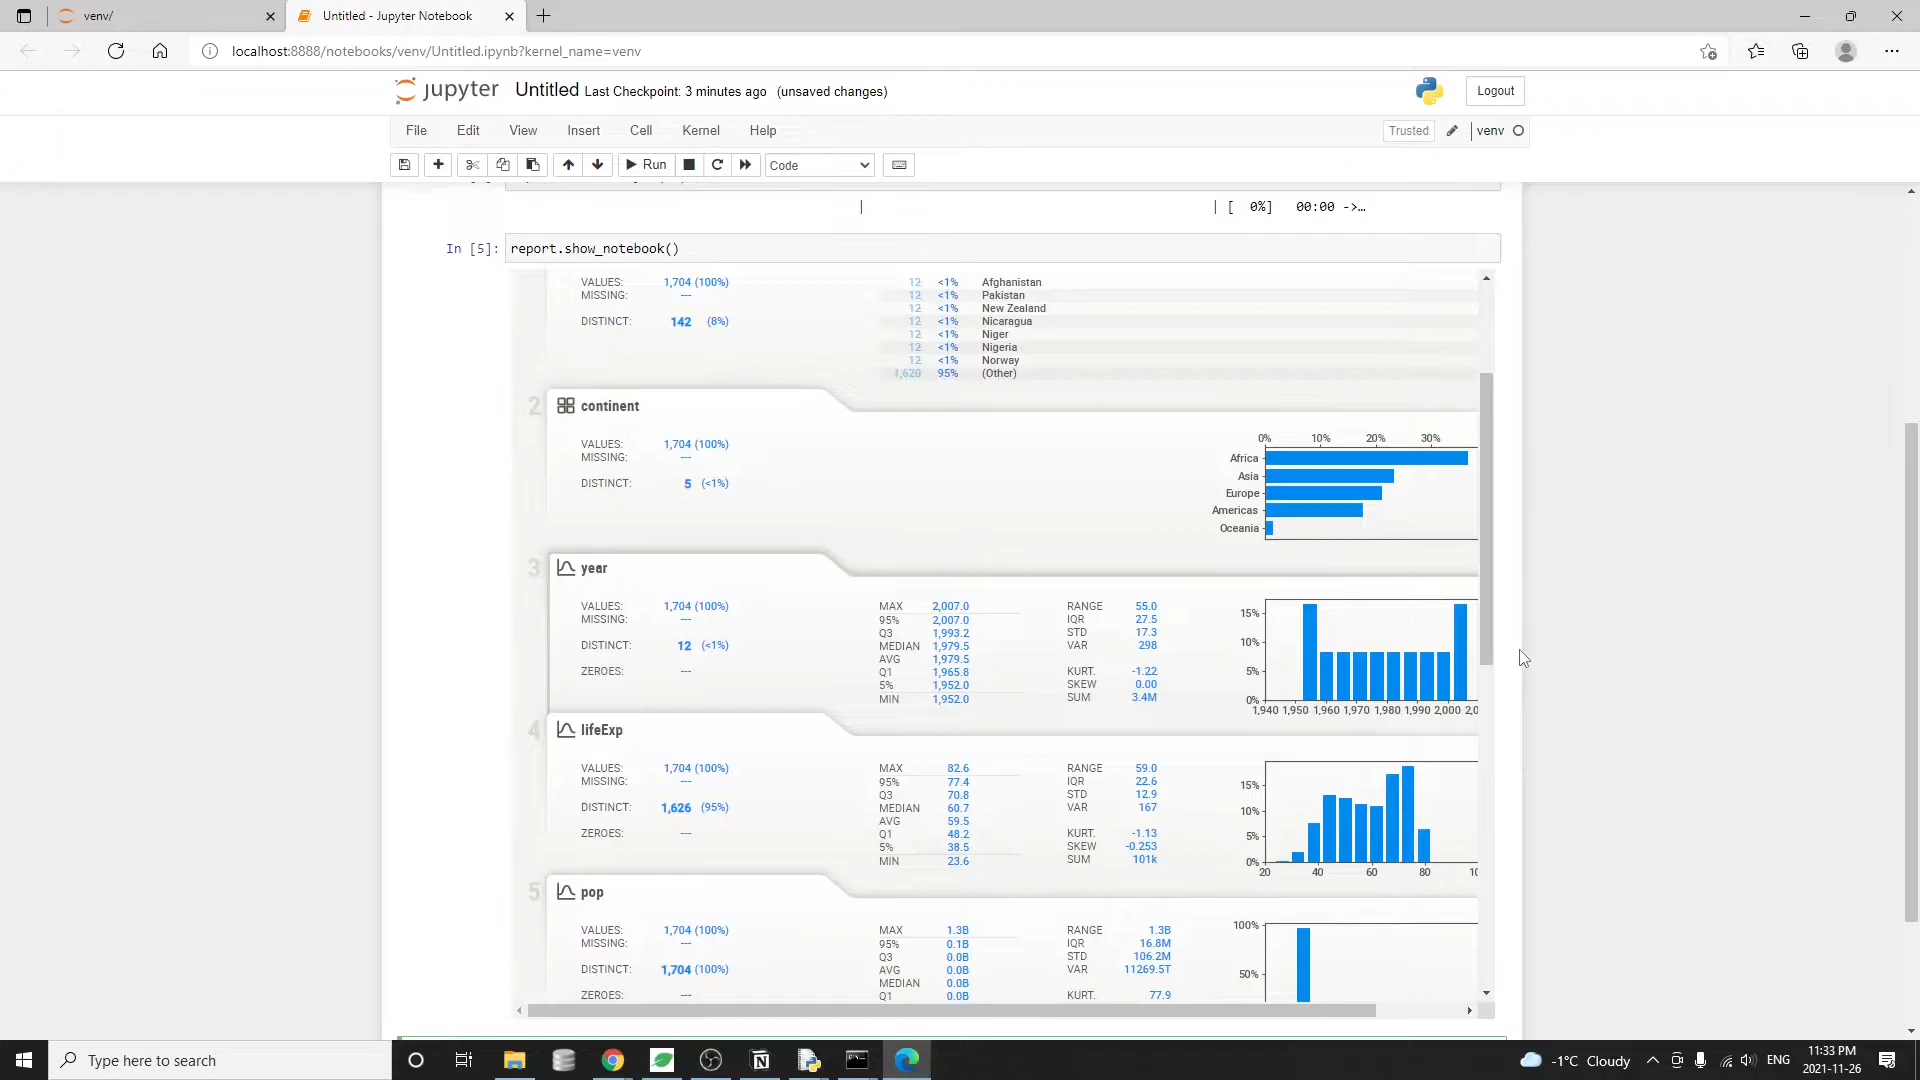 venv/
Untitled - Jupyter Notebook
localhost:8888/notebooks/venv/Untitled.ipynb?kernel_name=venv
jupyter Untitled Last Checkpoint: 3 minutes ago (unsaved changes)
Logout
File Edit View Insert Cell Kernel Help
Trusted venv
Run Code
| | [ 0%] 00:00 ->…
In [5]: report.show_notebook()
VALUES: 1,704 (100%) 12 <1% Afghanistan
MISSING: --- 12 <1% Pakistan
12 <1% New Zealand
DISTINCT: 142 (8%) 12 <1% Nicaragua
12 <1% Niger
12 <1% Nigeria
12 <1% Norway
1,620 95% (Other)
2 continent
VALUES: 1,704 (100%)
MISSING: ---
DISTINCT: 5 (<1%)
0% 10% 20% 30%
Africa
Asia
Europe
Americas
Oceania
3 year
VALUES: 1,704 (100%)
MISSING: ---
DISTINCT: 12 (<1%)
ZEROES: ---
MAX 2,007.0
95% 2,007.0
Q3 1,993.2
MEDIAN 1,979.5
AVG 1,979.5
Q1 1,965.8
5% 1,952.0
MIN 1,952.0
RANGE 55.0
IQR 27.5
STD 17.3
VAR 298
KURT. -1.22
SKEW 0.00
SUM 3.4M
15%
10%
5%
0%
1,940 1,950 1,960 1,970 1,980 1,990 2,000 2,0
4 lifeExp
VALUES: 1,704 (100%)
MISSING: ---
DISTINCT: 1,626 (95%)
ZEROES: ---
MAX 82.6
95% 77.4
Q3 70.8
MEDIAN 60.7
AVG 59.5
Q1 48.2
5% 38.5
MIN 23.6
RANGE 59.0
IQR 22.6
STD 12.9
VAR 167
KURT. -1.13
SKEW -0.253
SUM 101k
15%
10%
5%
0%
20 40 60 80 10
5 pop
VALUES: 1,704 (100%)
MISSING: ---
DISTINCT: 1,704 (100%)
ZEROES: ---
MAX 1.3B
95% 0.1B
Q3 0.0B
AVG 0.0B
MEDIAN 0.0B
Q1 0.0B
RANGE 1.3B
IQR 16.8M
STD 106.2M
VAR 11269.5T
KURT. 77.9
100%
50%
Type here to search
-1°C Cloudy
ENG
11:33 PM
2021-11-26